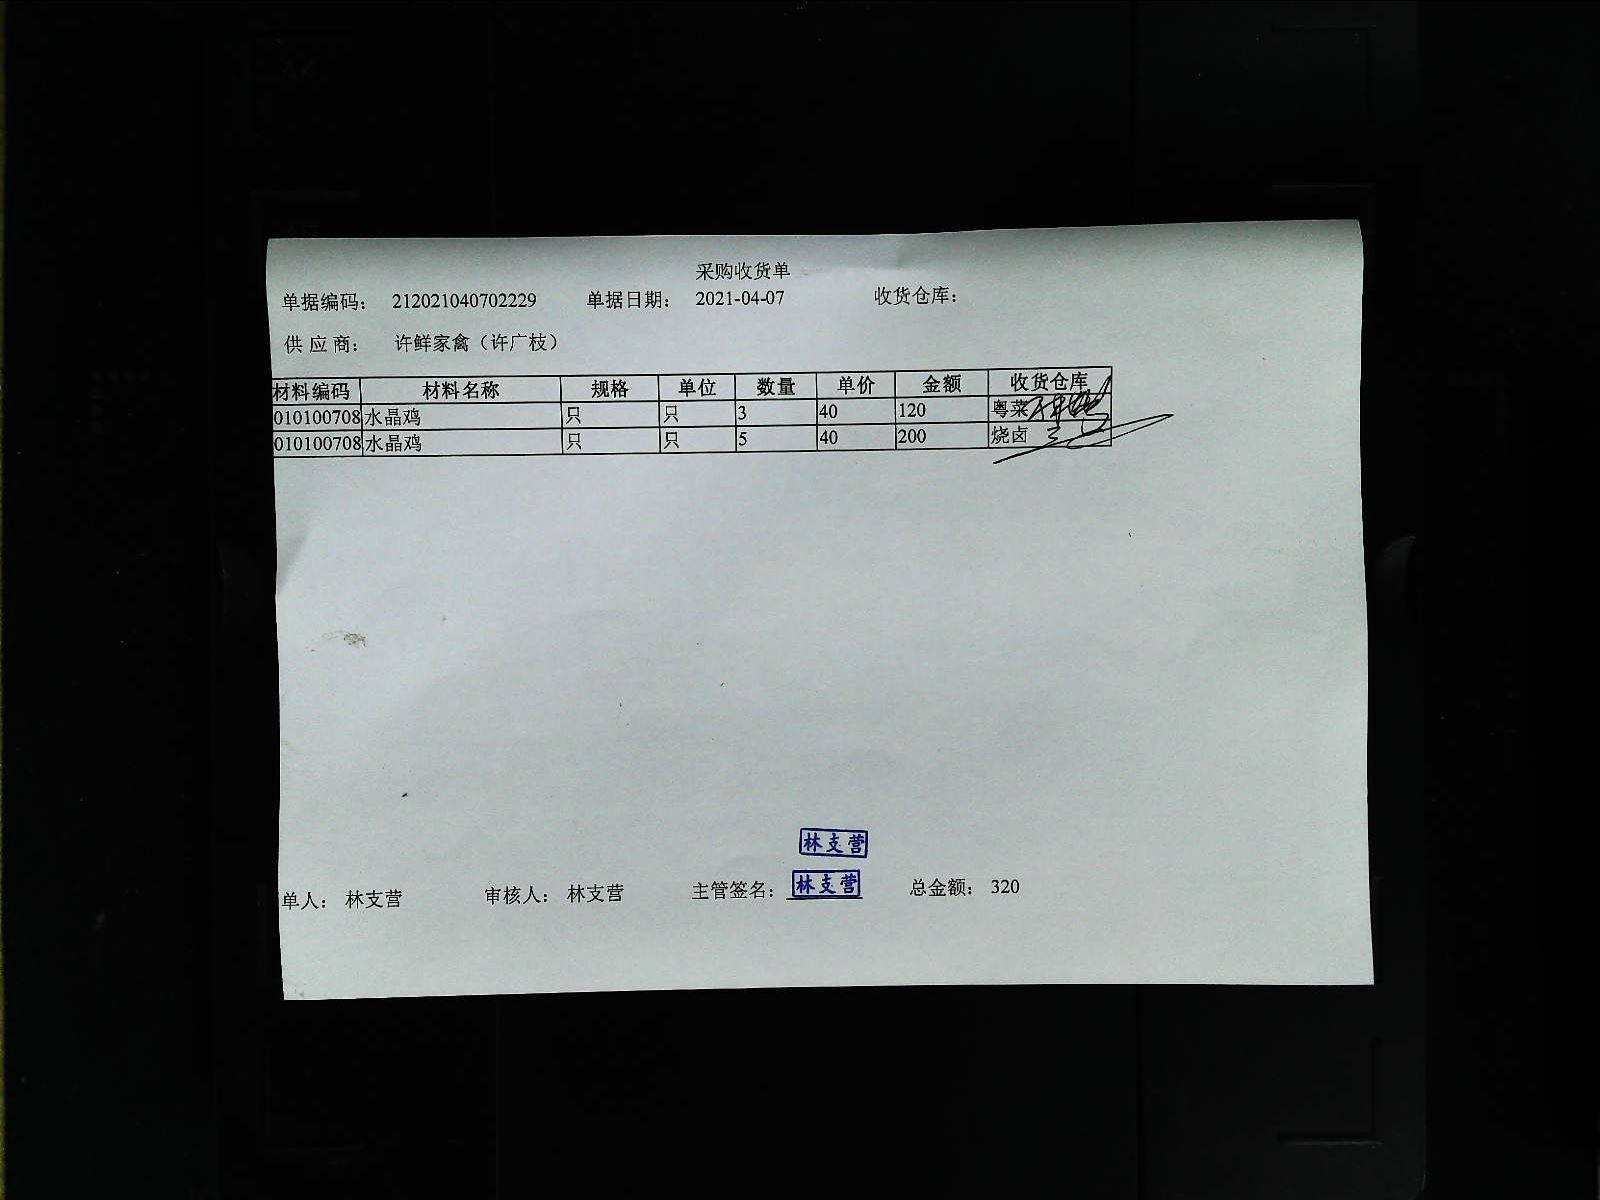 采购收货单
单据编码: 212021040702229 单据日期: 2021-04-07 收货仓库:
供应商: 许鲜家禽（许广枝）
材料编码 材料名称 规格 单位 数量 单价 金额 收货仓库
010100708 水晶鸡 只 只 3 40 120 粤菜
010100708 水晶鸡 只 只 5 40 200 烧卤
林支营
单人: 林支营 审核人: 林支营 主管签名: 林支营 总金额: 320